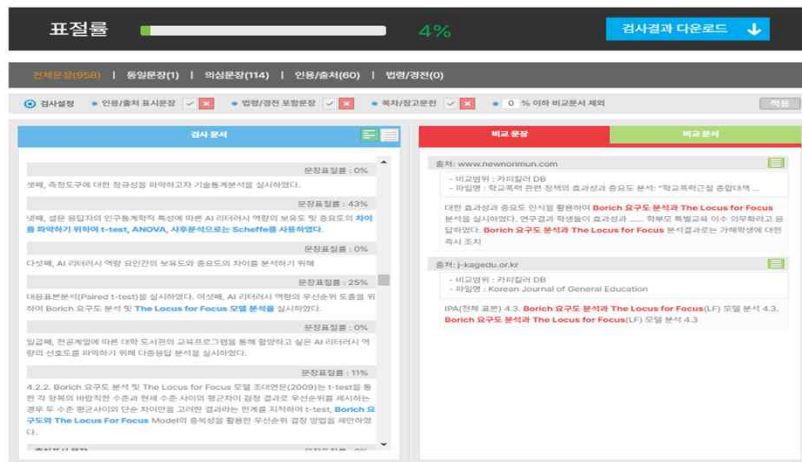 표절률 4% 검사결과 다운로드
전체문장(958) | 동일문장(1) | 의심문장(114) | 인용/출처(60) | 법령/경전(0)
검사설정 인용/출처 표시문장 법령/경전 포함문장 목차/참고문헌 0 % 이하 비교문서 제외 적용
검사 문서
문장표절률 : 0%
셋째, 측정도구에 대한 정규성을 파악하고자 기술통계분석을 실시하였다.
문장표절률 : 43%
넷째, 설문 응답자의 인구통계학적 특성에 따른 AI 리터러시 역량의 보유도 및 중요도의 차이
를 파악하기 위하여 t-test, ANOVA, 사후분석으로는 Scheffe를 사용하였다.
문장표절률 : 0%
다섯째, AI 리터러시 역량 요인간의 보유도와 중요도의 차이를 분석하기 위해
문장표절률 : 25%
대응표본분석(Paired t-test)을 실시하였다. 여섯째, AI 리터러시 역량의 우선순위 도출을 위
하여 Borich 요구도 분석 및 The Locus for Focus 모델 분석을 실시하였다.
문장표절률 : 0%
일곱째, 전공계열에 따른 대학 도서관의 교육프로그램을 통해 함양하고 싶은 AI 리터러시 역
량의 선호도를 파악하기 위해 다중응답 분석을 실시하였다.
문장표절률 : 11%
4.2.2. Borich 요구도 분석 및 The Locus for Focus 모델 조대연은(2009)는 t-test을 통
한 각 항목의 바람직한 수준과 현재 수준 사이의 평균차이 검정 결과로 우선순위를 제시하는
경우 두 수준 평균사이의 단순 차이만을 고려한 결과라는 한계를 지적하며 t-test, Borich 요
구도와 The Locus For Focus Model의 중복성을 활용한 우선순위 결정 방법을 제안하였
다.
비교 문장 비교 문서
출처: www.newnonmun.com
- 비교범위 : 카피킬러 DB
- 파일명 : 학교폭력 관련 정책의 효과성과 중요도 분석: "학교폭력근절 종합대책 ...
대한 효과성과 중요도 인식을 활용하여 Borich 요구도 분석과 The Locus for Focus
분석을 실시하였다. 연구결과 학생들이 효과성과 ...... 학부모 특별교육 이수 의무화라고 응
답하였다. Borich 요구도 분석과 The Locus for Focus 분석결과로는 가해학생에 대한
즉시 조치
출처: j-kagedu.or.kr
- 비교범위 : 카피킬러 DB
- 파일명 : Korean Journal of General Education
IPA(전체 표본) 4.3. Borich 요구도 분석과 The Locus for Focus(LF) 모델 분석 4.3.
Borich 요구도 분석과 The Locus for Focus(LF) 모델 분석 4.3